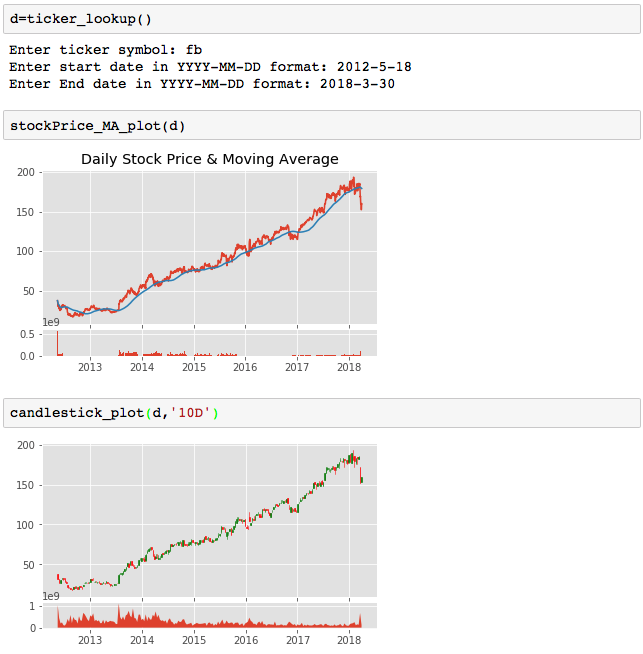 d=ticker_lookup()
Enter ticker symbol: fb
Enter start date in YYYY-MM-DD format: 2012-5-18
Enter End date in YYYY-MM-DD format: 2018-3-30
stockPrice_MA_plot(d)
Daily Stock Price & Moving Average
200
150
100
50
1e9
0.5
0.0
2013 2014 2015 2016 2017 2018
candlestick_plot(d,'10D')
200
150
100
50
1e9
1
0
2013 2014 2015 2016 2017 2018